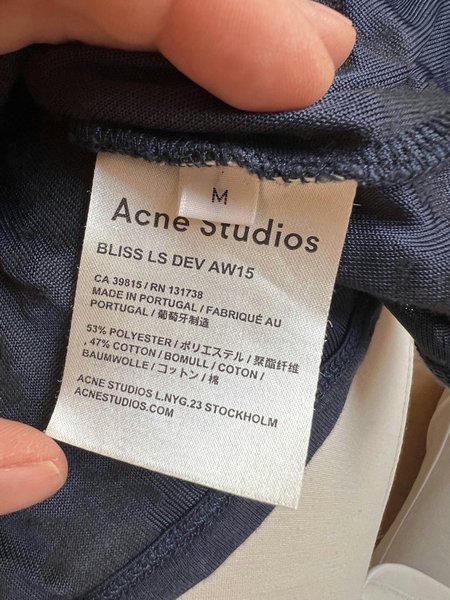 M
Acne Studios
BLISS LS DEV AW15
CA 39815 / RN 131738
MADE IN PORTUGAL / FABRIQUÉ AU
PORTUGAL / 葡萄牙制造
53% POLYESTER / ポリエステル / 聚酯纤维
, 47% COTTON / BOMULL / COTON /
BAUMWOLLE / コットン / 棉
ACNE STUDIOS L.NYG.23 STOCKHOLM
ACNESTUDIOS.COM